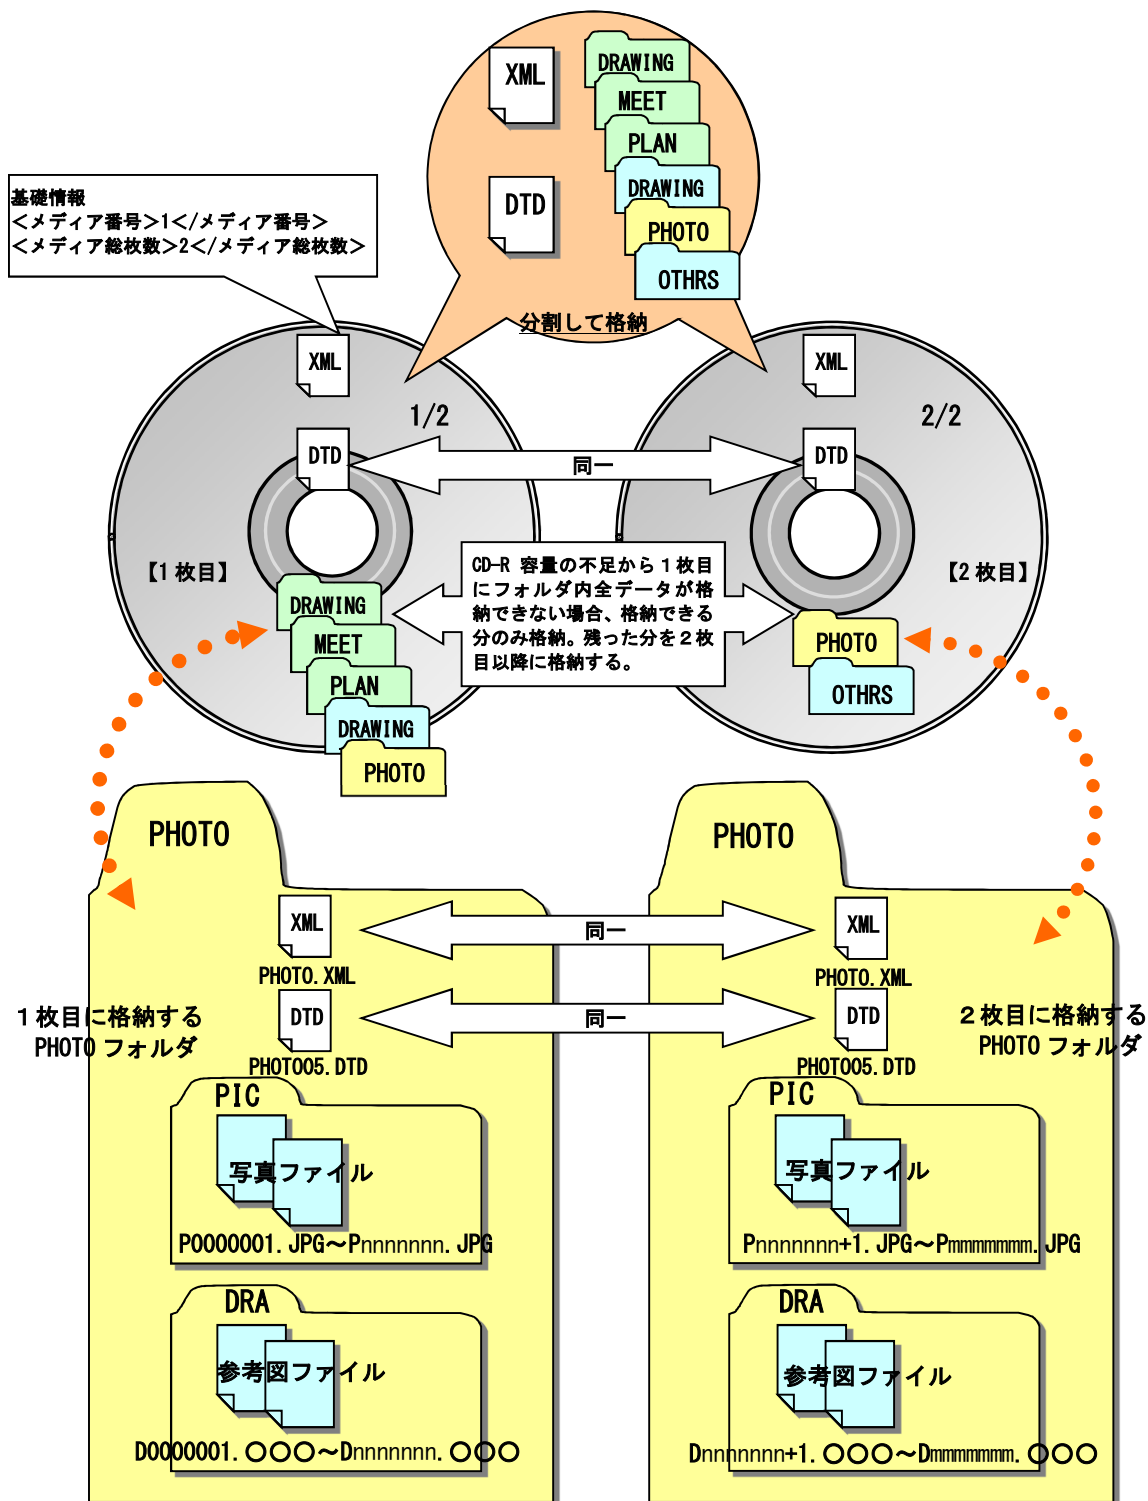 XML
DRAWING
MEET
PLAN
DTD
DRAWING
PHOTO
OTHRS
分割して格納
基礎情報
<メディア番号>1</メディア番号>
<メディア総枚数>2</メディア総枚数>
XML
1/2
DTD
同一
XML
2/2
DTD
【1枚目】
CD-R 容量の不足から1枚目
にフォルダ内全データが格
納できない場合、格納できる
分のみ格納。残った分を2枚
目以降に格納する。
【2枚目】
DRAWING
MEET
PLAN
DRAWING
PHOTO
PHOTO
OTHRS
PHOTO
PHOTO
XML
PHOTO.XML
同一
XML
PHOTO.XML
1枚目に格納する
PHOTO フォルダ
DTD
PHOTO05.DTD
同一
DTD
PHOTO05.DTD
2枚目に格納する
PHOTO フォルダ
PIC
写真ファイル
P0000001.JPG～Pnnnnnnn.JPG
PIC
写真ファイル
Pnnnnnnn+1.JPG～Pmmmmmmm.JPG
DRA
参考図ファイル
D0000001.○○○～Dnnnnnnn.○○○
DRA
参考図ファイル
Dnnnnnnn+1.○○○～Dmmmmmmm.○○○